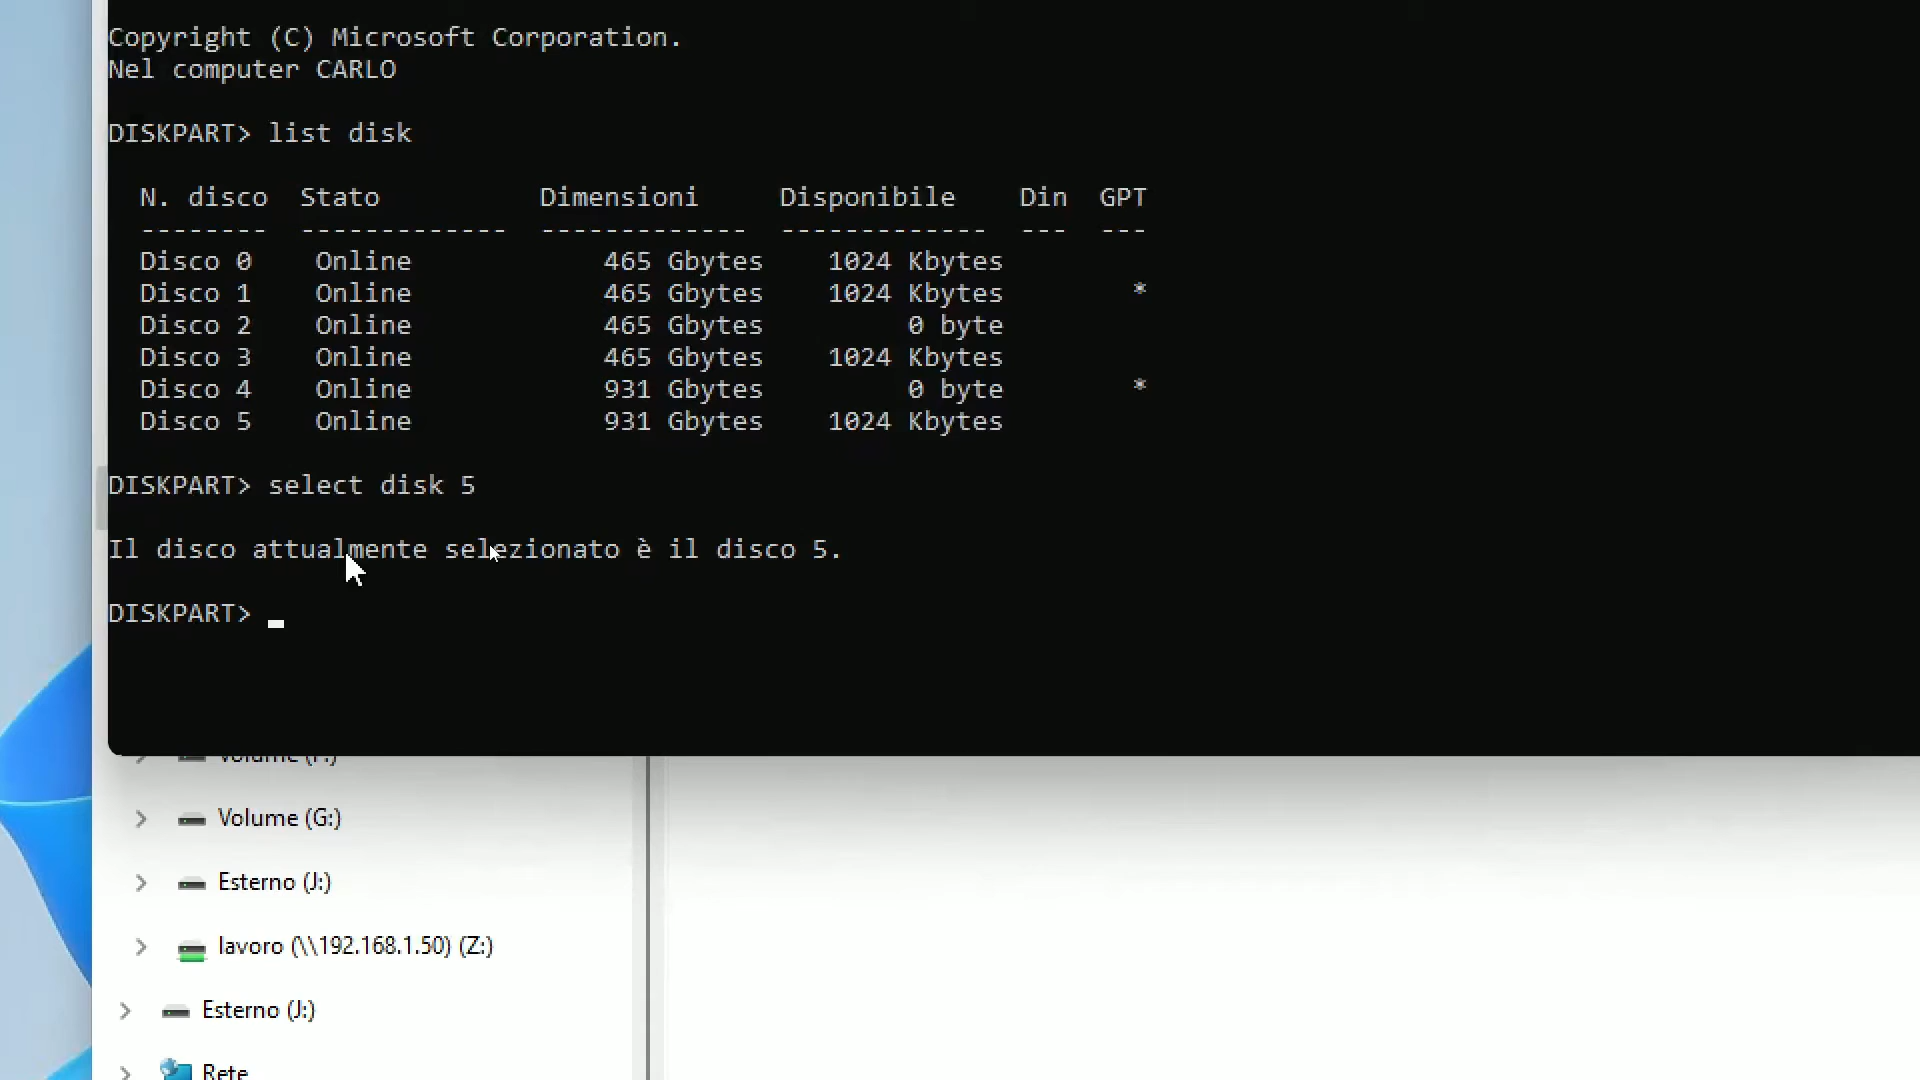 Copyright (C) Microsoft Corporation.
Nel computer CARLO
DISKPART> list disk
N. disco  Stato  Dimensioni  Disponibile  Din  GPT
--------  -------------  -------------  -------------  ---  ---
Disco 0  Online  465 Gbytes  1024 Kbytes
Disco 1  Online  465 Gbytes  1024 Kbytes  *
Disco 2  Online  465 Gbytes  0 byte
Disco 3  Online  465 Gbytes  1024 Kbytes
Disco 4  Online  931 Gbytes  0 byte  *
Disco 5  Online  931 Gbytes  1024 Kbytes
DISKPART> select disk 5
Il disco attualmente selezionato è il disco 5.
DISKPART>
Volume (F:)
Volume (G:)
Esterno (J:)
lavoro (\\192.168.1.50) (Z:)
Esterno (J:)
Rete